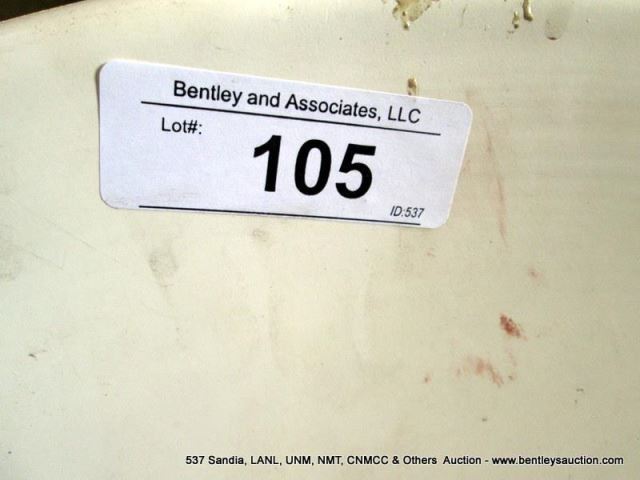 Bentley and Associates, LLC
Lot#:
105
ID:537
537 Sandia, LANL, UNM, NMT, CNMCC & Others Auction - www.bentleysauction.com